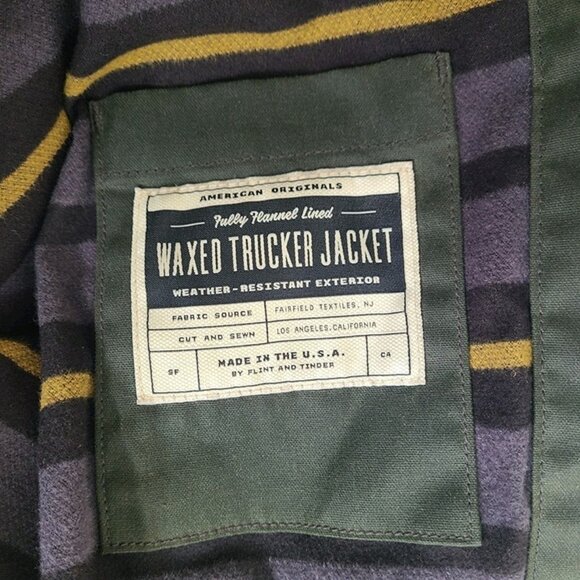 AMERICAN ORIGINALS
Fully Flannel Lined
WAXED TRUCKER JACKET
WEATHER-RESISTANT EXTERIOR
FABRIC SOURCE FAIRFIELD TEXTILES, NJ
CUT AND SEWN LOS ANGELES, CALIFORNIA
SF MADE IN THE U.S.A. CA
BY FLINT AND TINDER